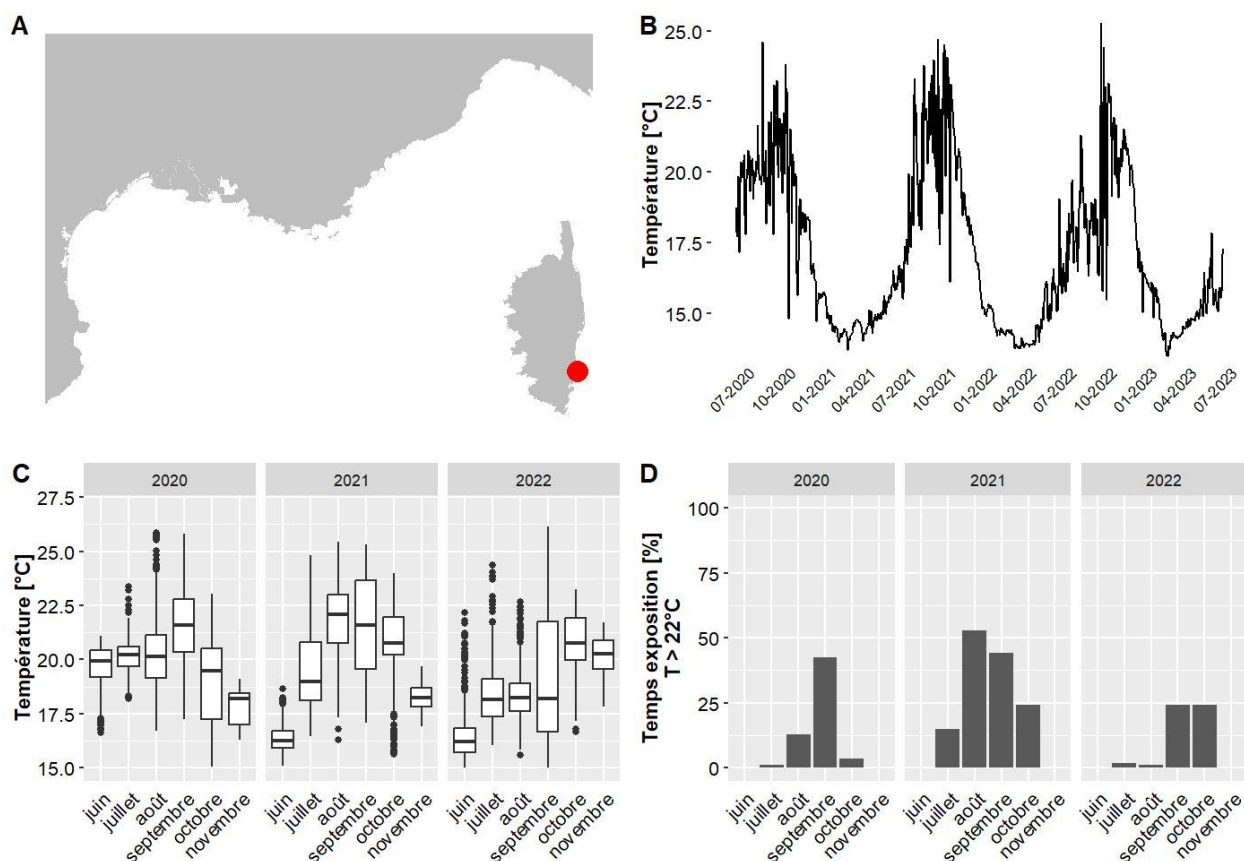 A
B
Température [°C]
25.0
22.5
20.0
17.5
15.0
07-2020
10-2020
01-2021
04-2021
07-2021
10-2021
01-2022
04-2022
07-2022
10-2022
01-2023
04-2023
07-2023
C
2020
2021
2022
Température [°C]
27.5
25.0
22.5
20.0
17.5
15.0
juin
juillet
août
septembre
octobre
novembre
juin
juillet
août
septembre
octobre
novembre
juin
juillet
août
septembre
octobre
novembre
D
2020
2021
2022
Temps exposition [%]
T > 22°C
100
75
50
25
0
juin
juillet
août
septembre
octobre
novembre
juin
juillet
août
septembre
octobre
novembre
juin
juillet
août
septembre
octobre
novembre